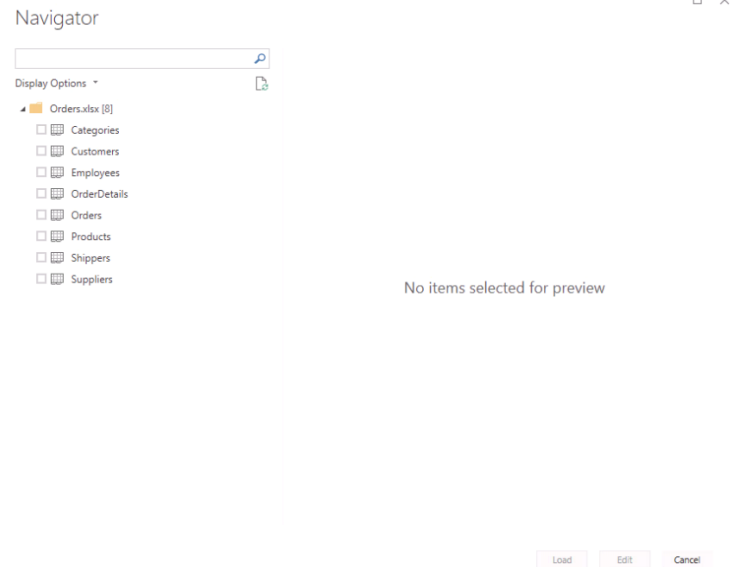 Navigator
Display Options
Orders.xlsx [8]
Categories
Customers
Employees
OrderDetails
Orders
Products
Shippers
Suppliers
No items selected for preview
Load Edit Cancel